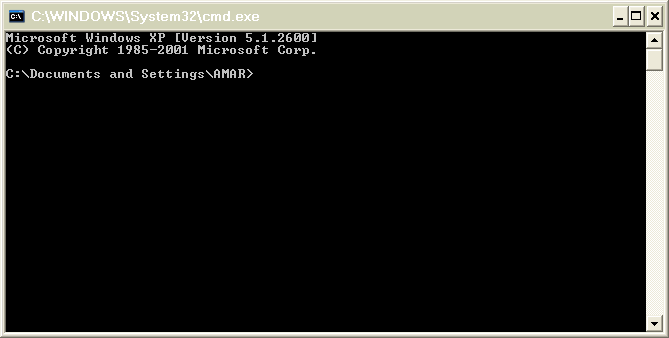 C:\WINDOWS\System32\cmd.exe
Microsoft Windows XP [Version 5.1.2600]
(C) Copyright 1985-2001 Microsoft Corp.
C:\Documents and Settings\AMAR>